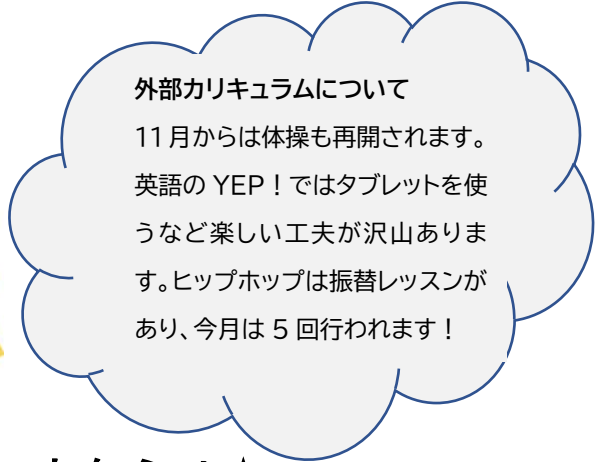 外部カリキュラムについて
11月からは体操も再開されます。
英語の YEP！ではタブレットを使
うなど楽しい工夫が沢山ありま
す。ヒップホップは振替レッスンが
あり、今月は 5 回行われます！